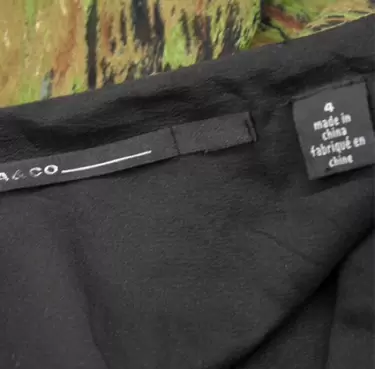 A & CO
4
made in
china
fabriqué en
chine